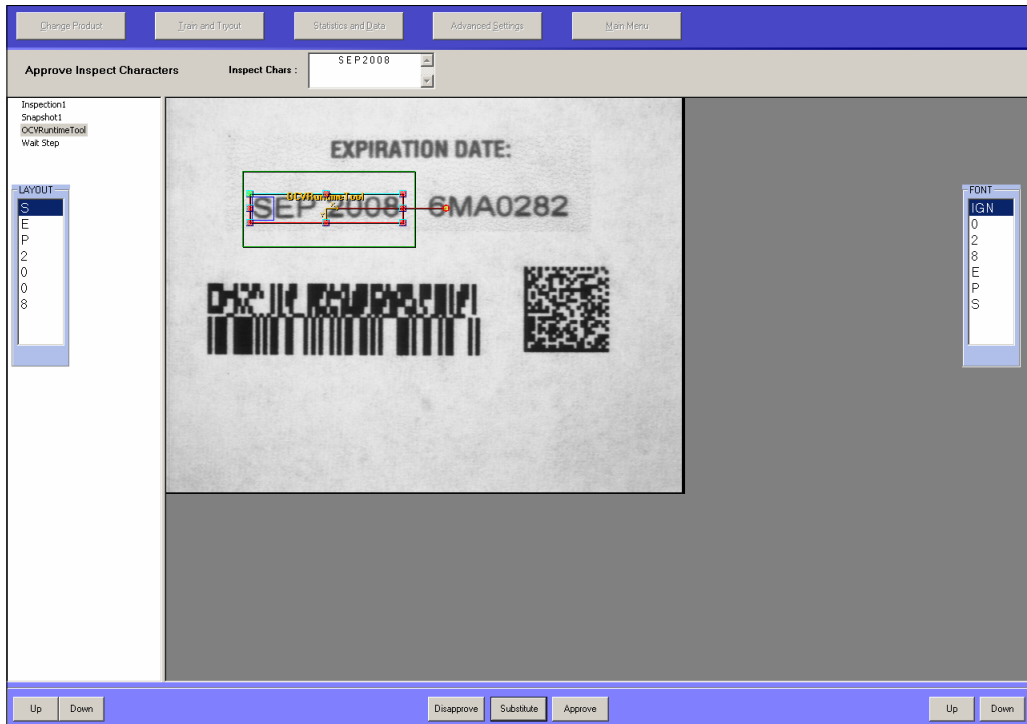 Change Product Train and Tryout Statistics and Data Advanced Settings Main Menu
Approve Inspect Characters Inspect Chars : SEP2008
Inspection1
Snapshot1
OCVRuntimeTool
Wait Step
EXPIRATION DATE:
OCVRuntimeTool
SEP 2008 6MA0282
LAYOUT
S
E
P
2
0
0
8
FONT
IGN
0
2
8
E
P
S
Up Down Disapprove Substitute Approve Up Down